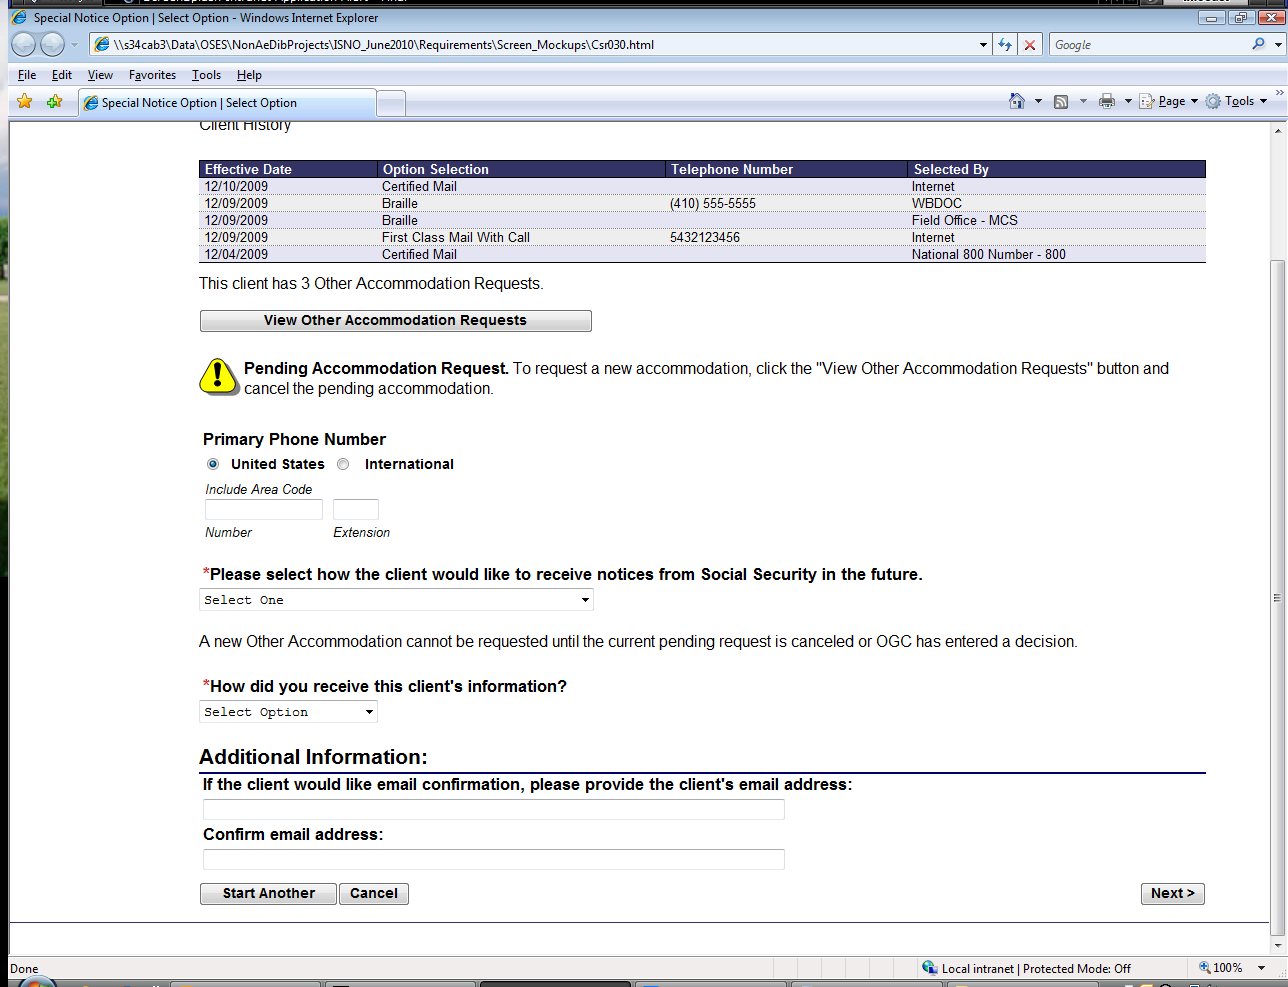 Special Notice Option | Select Option - Windows Internet Explorer
\\s34cab3\Data\OSES\NonAeDibProjects\ISNO_June2010\Requirements\Screen_Mockups\Csr030.html
Google
File Edit View Favorites Tools Help
Special Notice Option | Select Option
Page Tools
Client History
Effective Date Option Selection Telephone Number Selected By
12/10/2009 Certified Mail Internet
12/09/2009 Braille (410) 555-5555 WBDOC
12/09/2009 Braille Field Office - MCS
12/09/2009 First Class Mail With Call 5432123456 Internet
12/04/2009 Certified Mail National 800 Number - 800
This client has 3 Other Accommodation Requests.
View Other Accommodation Requests
Pending Accommodation Request. To request a new accommodation, click the "View Other Accommodation Requests" button and
cancel the pending accommodation.
Primary Phone Number
United States International
Include Area Code
Number Extension
*Please select how the client would like to receive notices from Social Security in the future.
Select One
A new Other Accommodation cannot be requested until the current pending request is canceled or OGC has entered a decision.
*How did you receive this client's information?
Select Option
Additional Information:
If the client would like email confirmation, please provide the client's email address:
Confirm email address:
Start Another Cancel Next >
Done Local intranet | Protected Mode: Off 100%